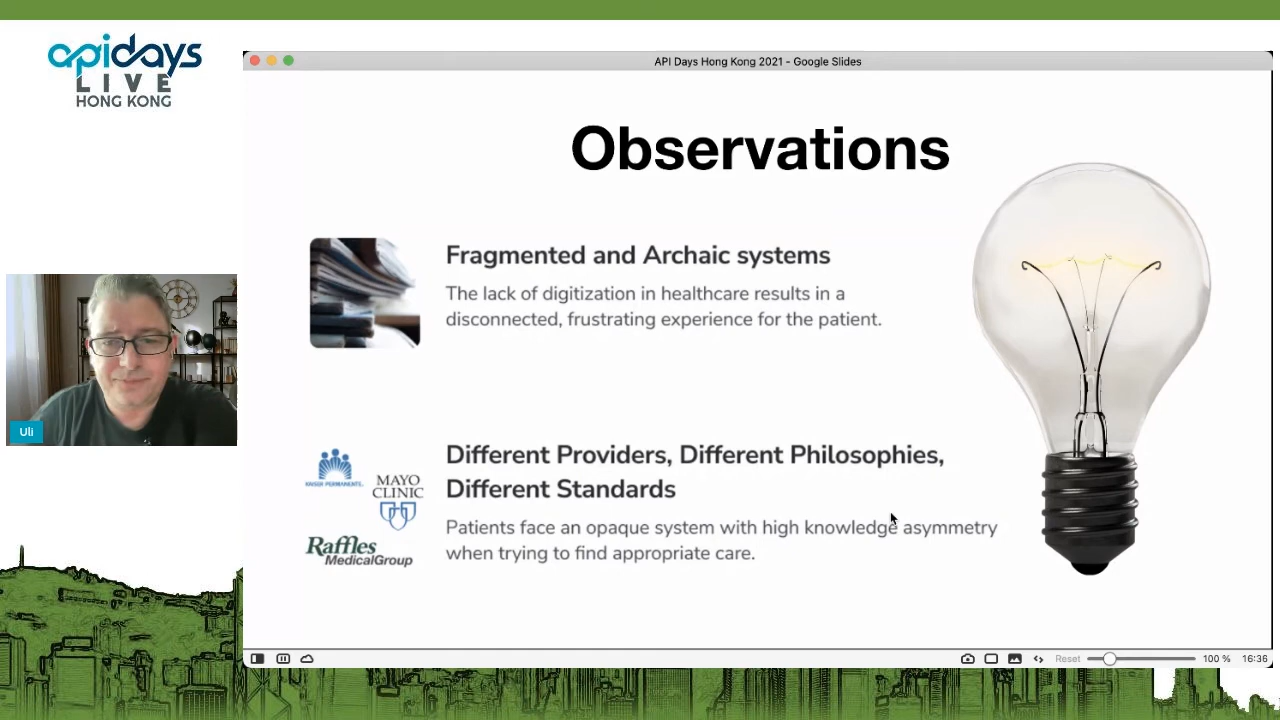 apidays
LIVE
HONG KONG
API Days Hong Kong 2021 - Google Slides
Observations
Fragmented and Archaic systems
The lack of digitization in healthcare results in a
disconnected, frustrating experience for the patient.
Uli
KAISER PERMANENTE.
MAYO
CLINIC
Raffles
MedicalGroup
Different Providers, Different Philosophies,
Different Standards
Patients face an opaque system with high knowledge asymmetry
when trying to find appropriate care.
Reset
100 %
16:36